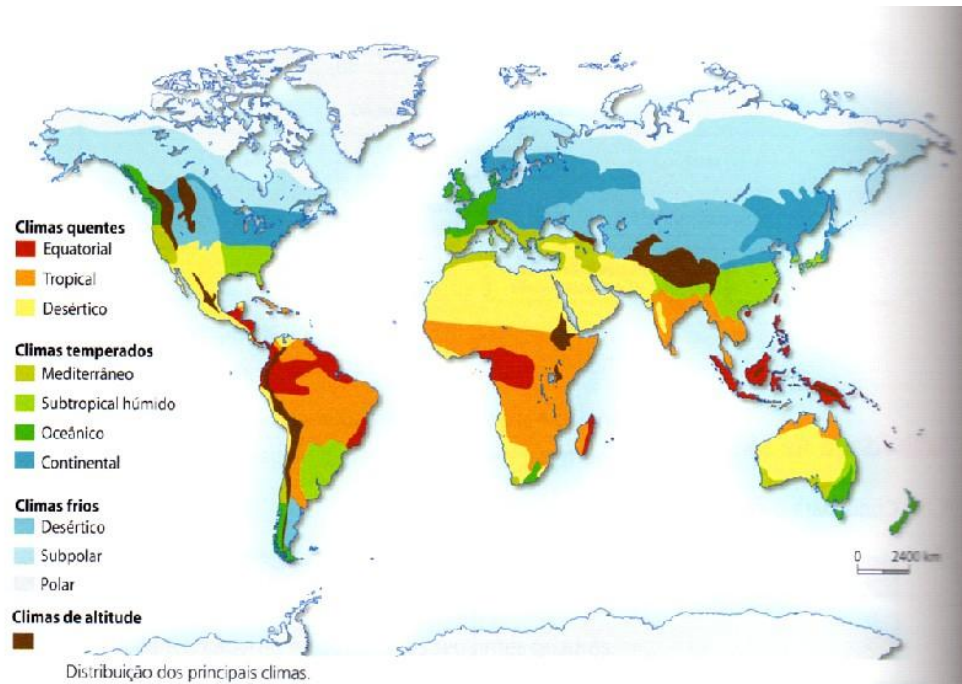 Climas quentes
Equatorial
Tropical
Desértico
Climas temperados
Mediterrâneo
Subtropical húmido
Oceânico
Continental
Climas frios
Desértico
Subpolar
Polar
Climas de altitude
0 2400 km
Distribuição dos principais climas.